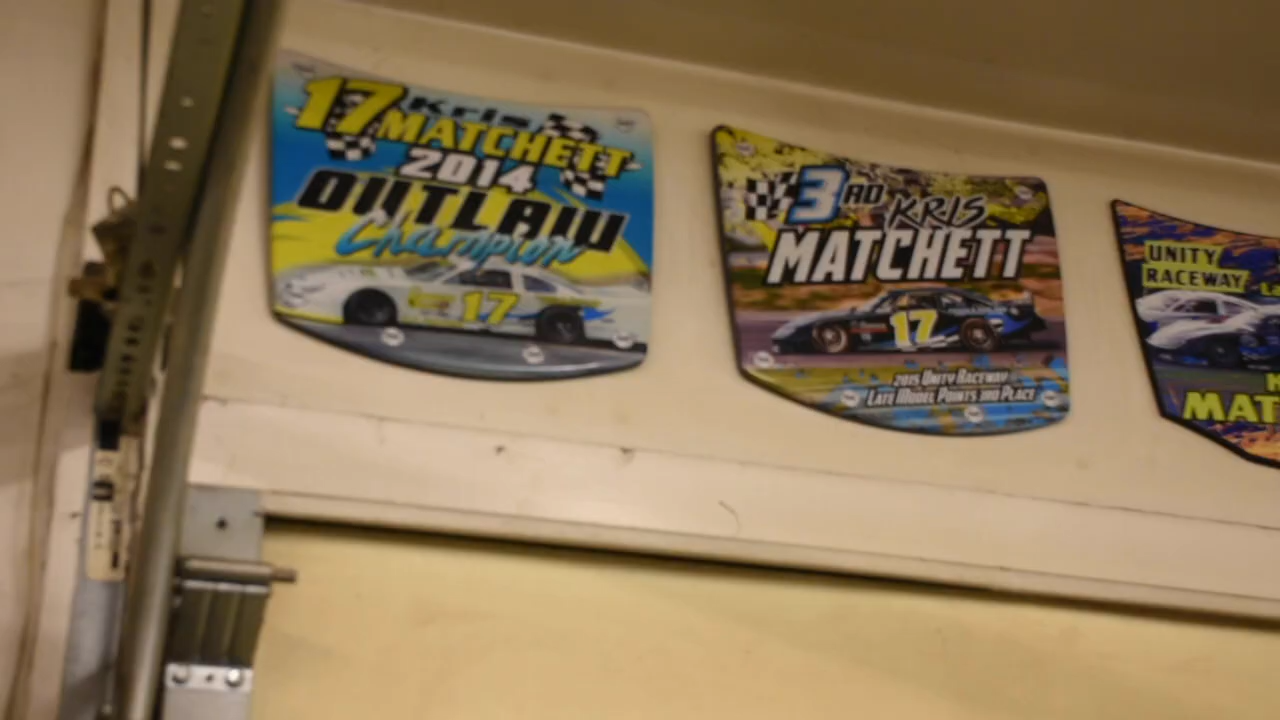 17 Kris
MATCHETT
2014
OUTLAW
Champion
17
3RD KRIS
MATCHETT
17
2015 UNITY RACEWAY
LATE MODEL POINTS 3RD PLACE
UNITY
RACEWAY